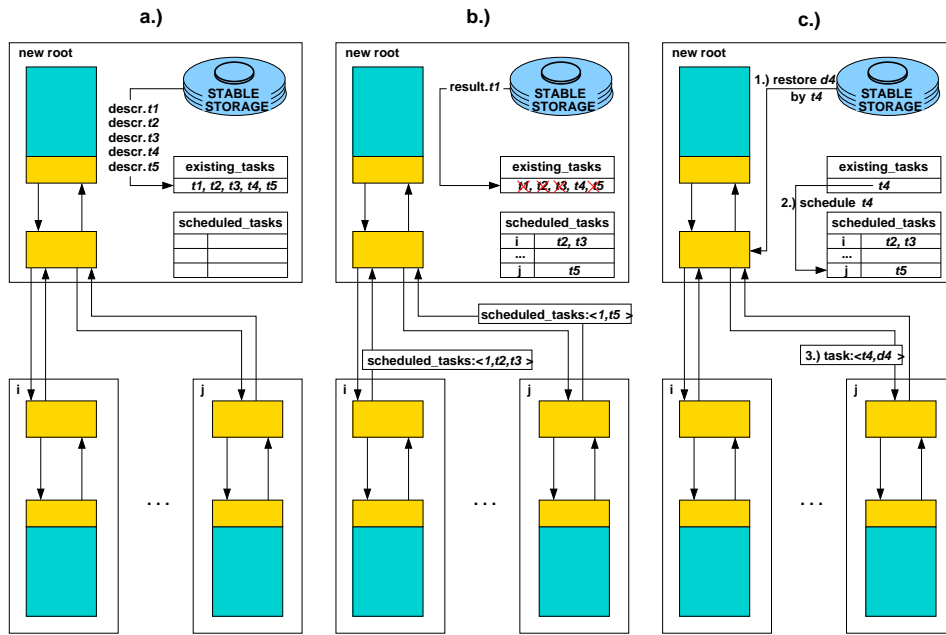 a.)
new root
STABLE
STORAGE
descr.t1
descr.t2
descr.t3
descr.t4
descr.t5
existing_tasks
t1, t2, t3, t4, t5
scheduled_tasks
i
j
. . .
b.)
new root
STABLE
STORAGE
result.t1
existing_tasks
t1, t2, t3, t4, t5
scheduled_tasks
i t2, t3
...
j t5
scheduled_tasks:<1,t5 >
scheduled_tasks:<1,t2,t3 >
i
j
. . .
c.)
new root
STABLE
STORAGE
1.) restore d4
by t4
existing_tasks
t4
2.) schedule t4
scheduled_tasks
i t2, t3
...
j t5
3.) task:<t4,d4 >
i
j
. . .